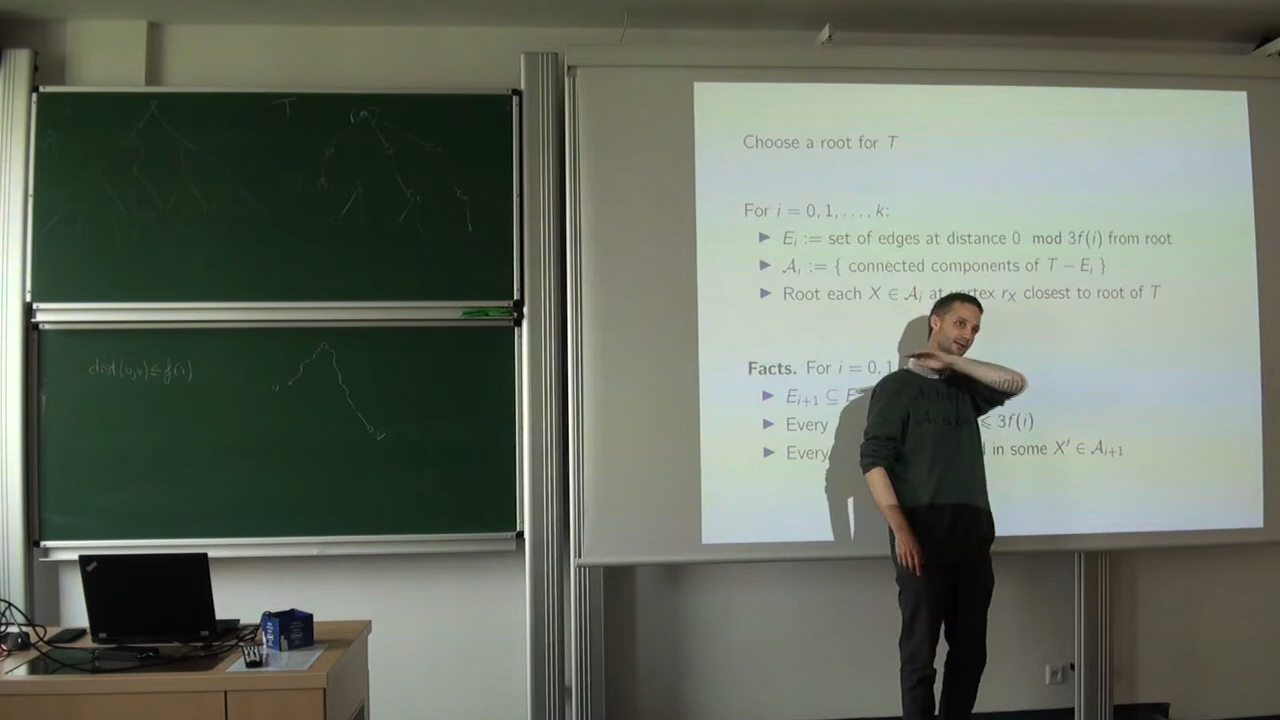 T
dist(u,v) ≤ f(i)
u
v
Choose a root for T
For i = 0, 1, . . . , k:
▶ E_i := set of edges at distance 0 mod 3f(i) from root
▶ A_i := { connected components of T − E_i }
▶ Root each X ∈ A_i at vertex r_X closest to root of T
Facts. For i = 0, 1
▶ E_{i+1} ⊆ E
▶ Every height ⩽ 3f(i)
▶ Every in some X′ ∈ A_{i+1}